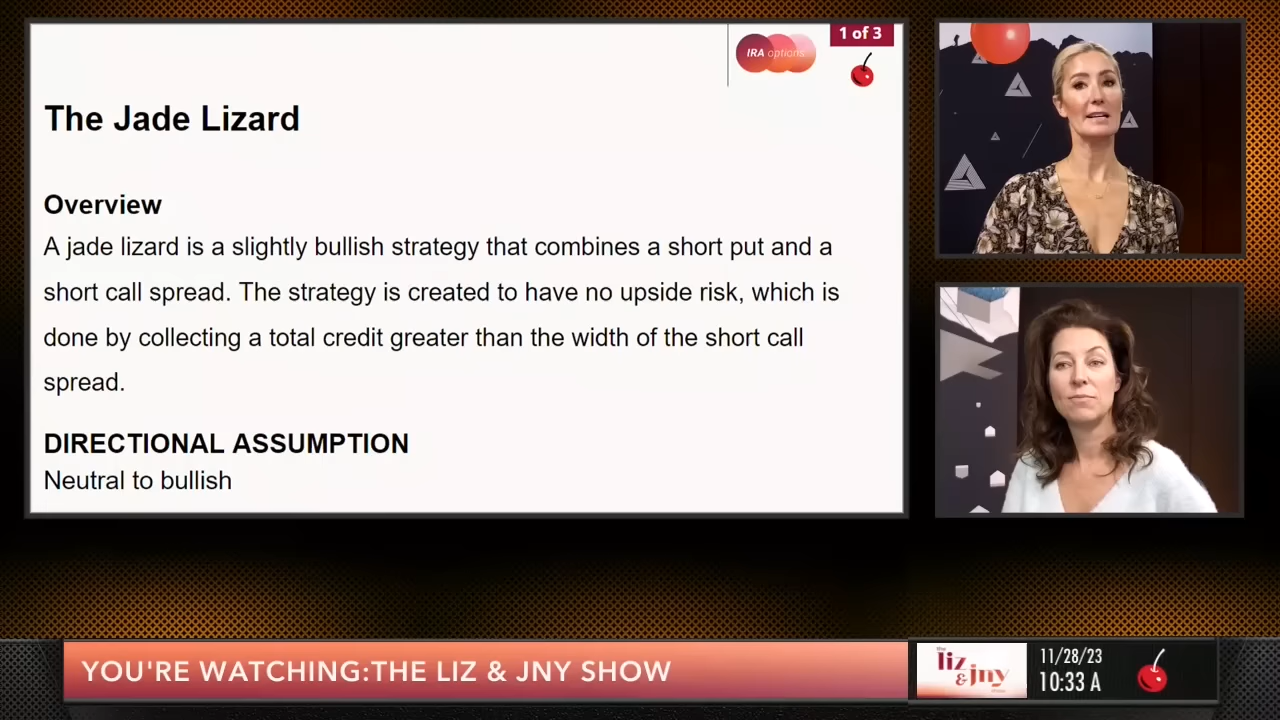 IRA options
1 of 3
The Jade Lizard
Overview
A jade lizard is a slightly bullish strategy that combines a short put and a
short call spread. The strategy is created to have no upside risk, which is
done by collecting a total credit greater than the width of the short call
spread.
DIRECTIONAL ASSUMPTION
Neutral to bullish
YOU'RE WATCHING:THE LIZ & JNY SHOW
the
liz
& jny
11/28/23
10:33 A